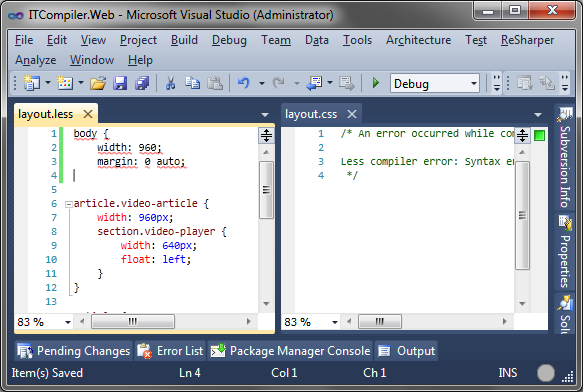 ITCompiler.Web - Microsoft Visual Studio (Administrator)
File Edit View Project Build Debug Team Data Tools Architecture Test ReSharper
Analyze Window Help
Debug
layout.less
1 body {
2 width: 960;
3 margin: 0 auto;
4
5
6 article.video-article {
7 width: 960px;
8 section.video-player {
9 width: 640px;
10 float: left;
11 }
12 }
13
83 %
layout.css
1 /* An error occurred while com
2
3 Less compiler error: Syntax er
4 */
83 %
Subversion Info
Properties
Solu
Pending Changes Error List Package Manager Console Output
Item(s) Saved Ln 4 Col 1 Ch 1 INS